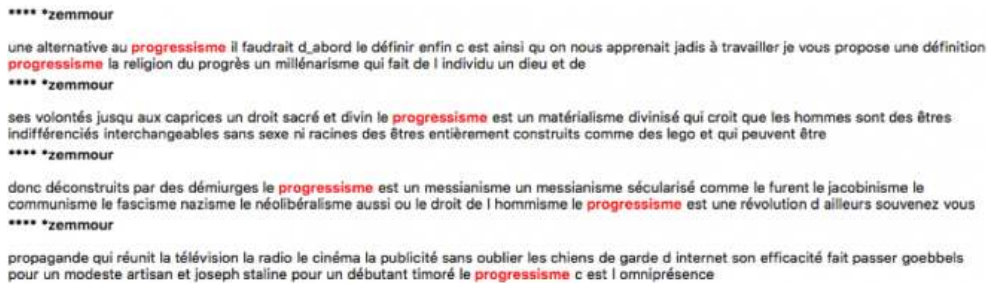 **** *zemmour
une alternative au progressisme il faudrait d_abord le définir enfin c est ainsi qu on nous apprenait jadis à travailler je vous propose une définition
progressisme la religion du progrès un millénarisme qui fait de l individu un dieu et de
**** *zemmour
ses volontés jusqu aux caprices un droit sacré et divin le progressisme est un matérialisme divinisé qui croit que les hommes sont des êtres
indifférenciés interchangeables sans sexe ni racines des êtres entièrement construits comme des lego et qui peuvent être
**** *zemmour
donc déconstruits par des démiurges le progressisme est un messianisme un messianisme sécularisé comme le furent le jacobinisme le
communisme le fascisme nazisme le néolibéralisme aussi ou le droit de l hommisme le progressisme est une révolution d ailleurs souvenez vous
**** *zemmour
propagande qui réunit la télévision la radio le cinéma la publicité sans oublier les chiens de garde d internet son efficacité fait passer goebbels
pour un modeste artisan et joseph staline pour un débutant timoré le progressisme c est l omniprésence